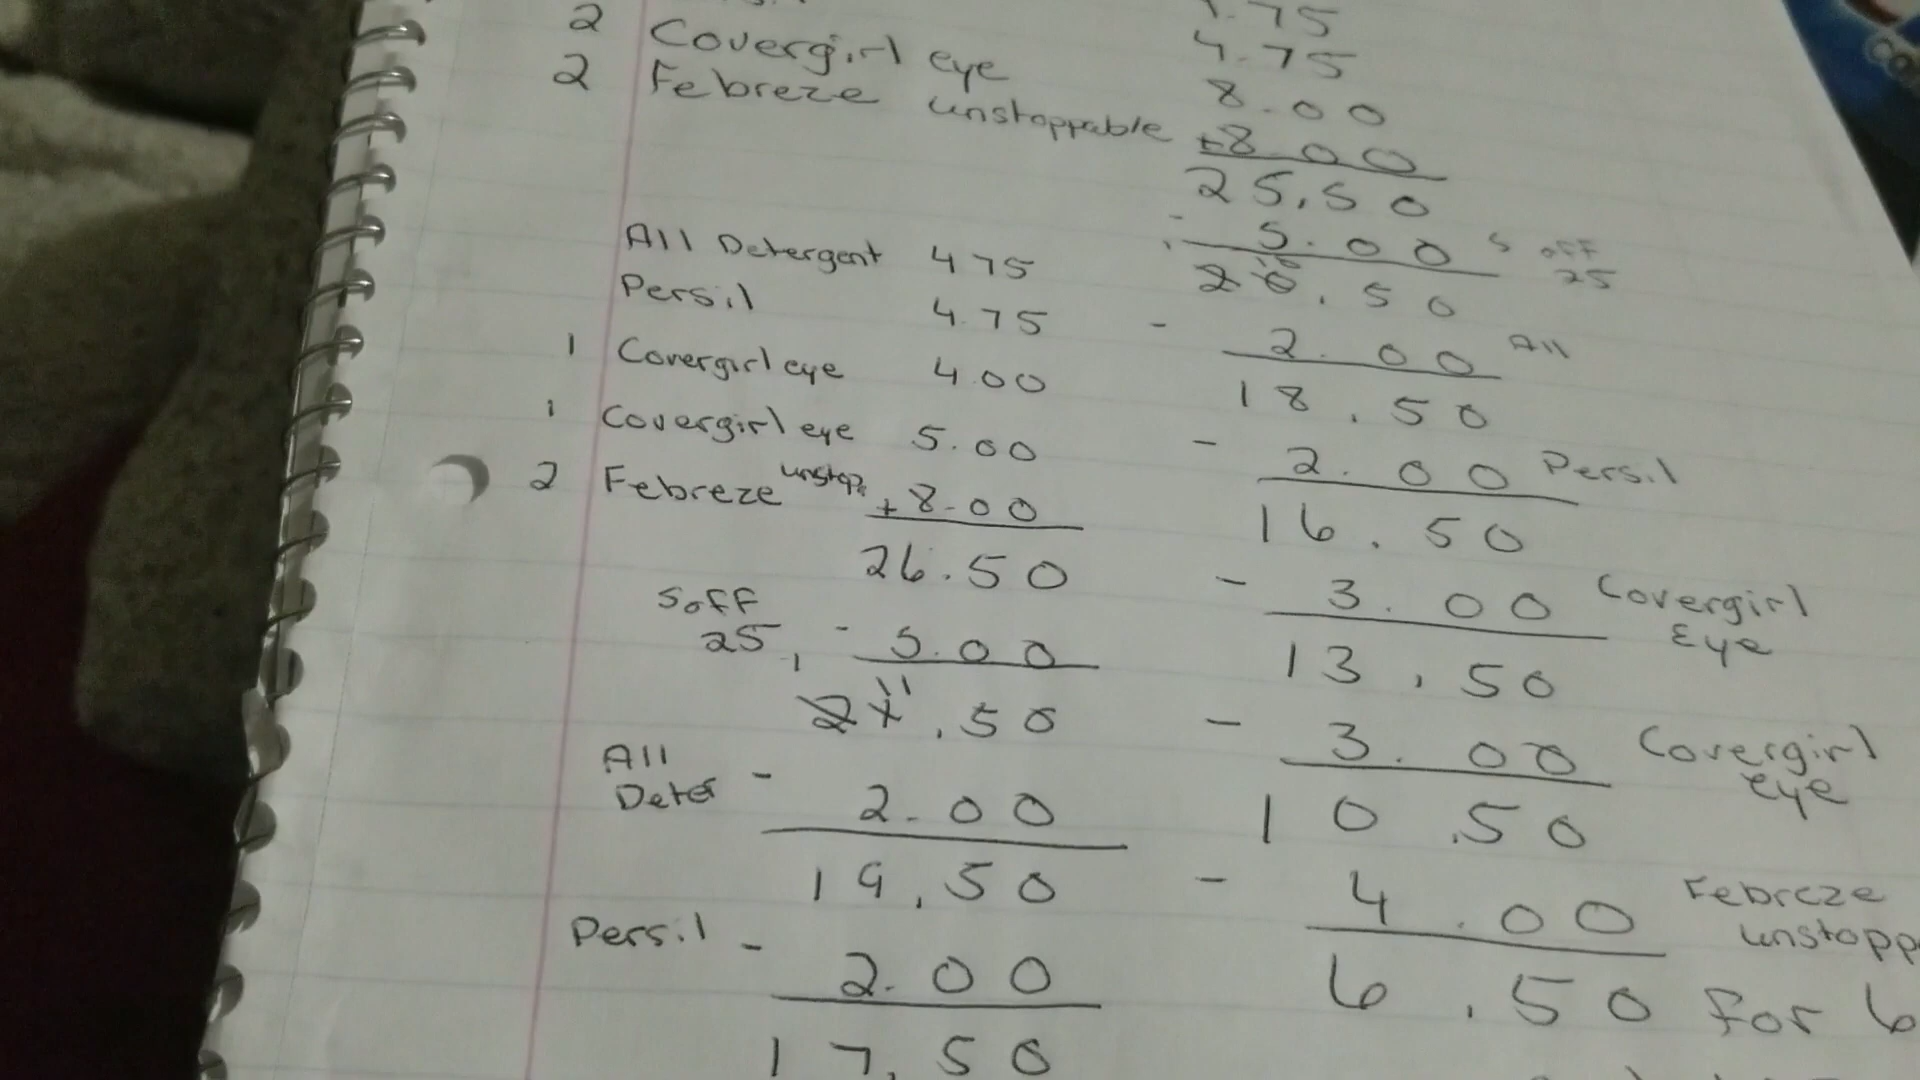 4.75
2 Covergirl eye 4.75
2 Febreze unstoppable 8.00
+8.00
25.50
- 5.00 5 off 25
20.50
- 2.00 All
18.50
- 2.00 Persil
16.50
- 3.00 Covergirl Eye
13.50
- 3.00 Covergirl eye
10.50
- 4.00 Febreze unstopp
6.50 for 6
All Detergent 4 75
Persil 4.75
1 Covergirl eye 4.00
1 Covergirl eye 5.00
2 Febreze unstop. +8.00
26.50
5 off 25, - 5.00
21.50
All Deter - 2.00
19.50
Persil - 2.00
17.50